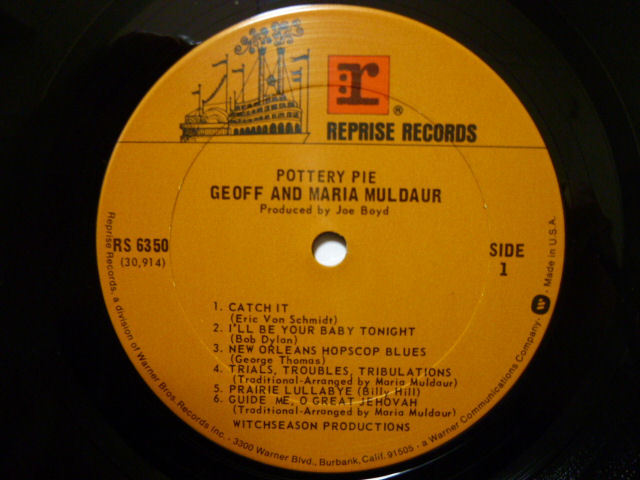 r
®
REPRISE RECORDS
POTTERY PIE
GEOFF AND MARIA MULDAUR
Produced by Joe Boyd
RS 6350
(30,914)
SIDE
1
1. CATCH IT
(Eric Von Schmidt)
2. I'LL BE YOUR BABY TONIGHT
(Bob Dylan)
3. NEW ORLEANS HOPSCOP BLUES
(George Thomas)
4. TRIALS, TROUBLES, TRIBULATIONS
(Traditional-Arranged by Maria Muldaur)
5. PRAIRIE LULLABYE (Billy Hill)
6. GUIDE ME, O GREAT JEHOVAH
(Traditional-Arranged by Maria Muldaur)
WITCHSEASON PRODUCTIONS
Reprise Records, a division of Warner Bros. Records Inc. · 3300 Warner Blvd., Burbank, Calif. 91505 · a Warner Communications Company · W · Made in U.S.A.